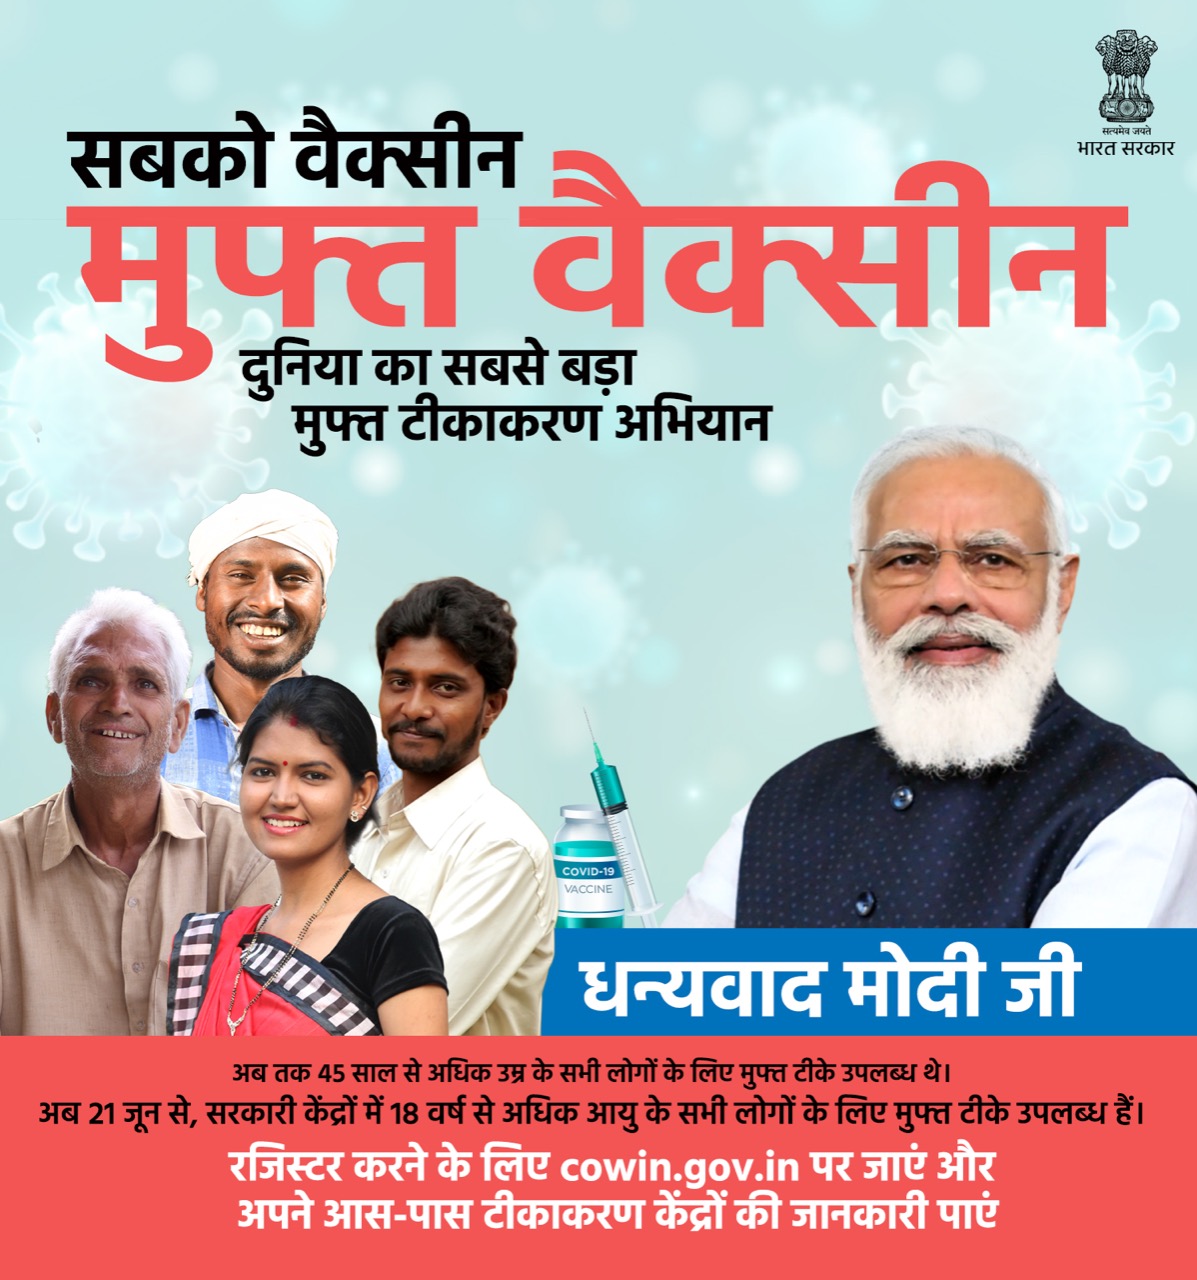 सत्यमेव जयते
भारत सरकार
सबको वैक्सीन
मुफ्त वैक्सीन
दुनिया का सबसे बड़ा
मुफ्त टीकाकरण अभियान
COVID-19
VACCINE
धन्यवाद मोदी जी
अब तक 45 साल से अधिक उम्र के सभी लोगों के लिए मुफ्त टीके उपलब्ध थे।
अब 21 जून से, सरकारी केंद्रों में 18 वर्ष से अधिक आयु के सभी लोगों के लिए मुफ्त टीके उपलब्ध हैं।
रजिस्टर करने के लिए cowin.gov.in पर जाएं और
अपने आस-पास टीकाकरण केंद्रों की जानकारी पाएं